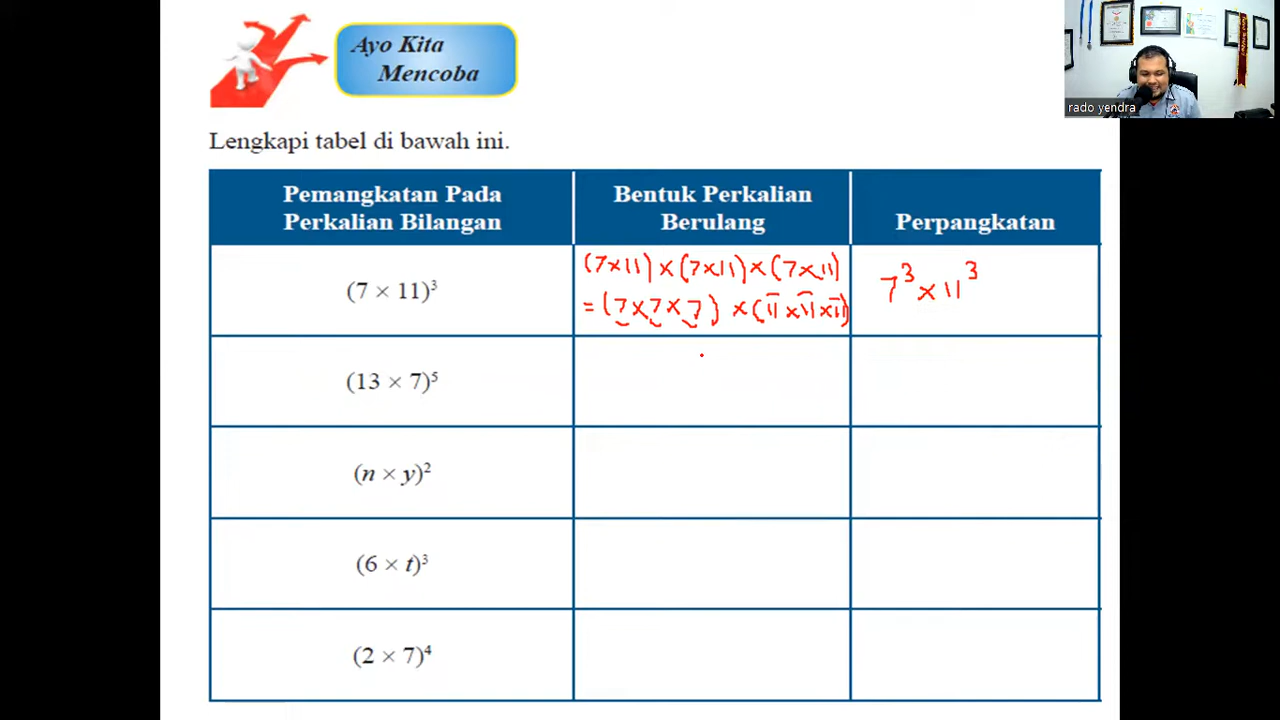 Ayo Kita
Mencoba
rado yendra
Lengkapi tabel di bawah ini.
Pemangkatan Pada
Perkalian Bilangan
Bentuk Perkalian
Berulang
Perpangkatan
(7 × 11)³
(7×11) × (7×11) × (7×11)
= (7×7×7) × (11×11×11)
7³ × 11³
(13 × 7)⁵
(n × y)²
(6 × t)³
(2 × 7)⁴